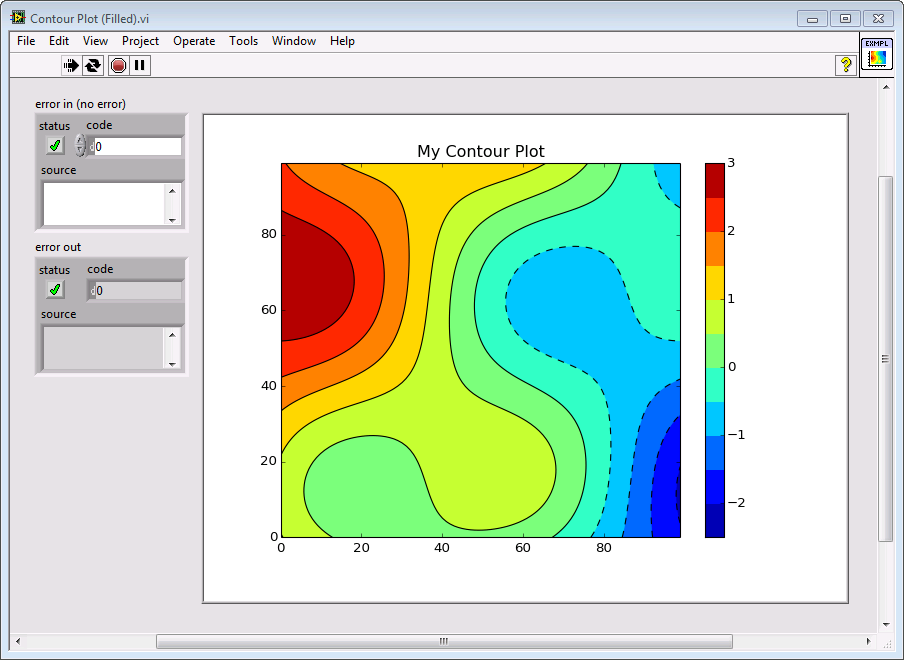 Contour Plot (Filled).vi
File Edit View Project Operate Tools Window Help
?
EXMPL
error in (no error)
status code
d 0
source
error out
status code
d 0
source
My Contour Plot
80
60
40
20
0
0 20 40 60 80
3
2
1
0
−1
−2